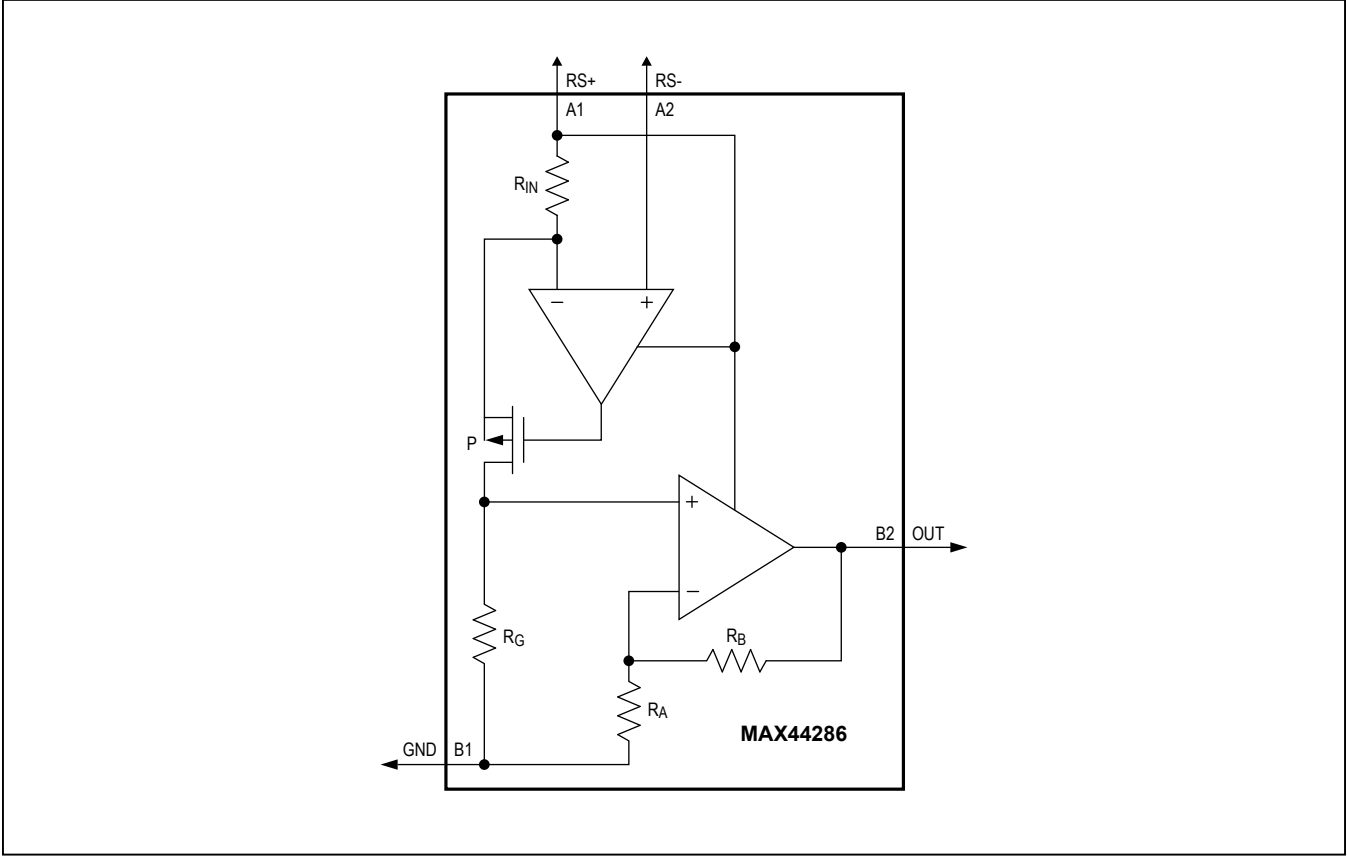 RS+ RS-
A1 A2
RIN
− +
P
+
B2 OUT
−
RB
RG
RA
MAX44286
GND B1